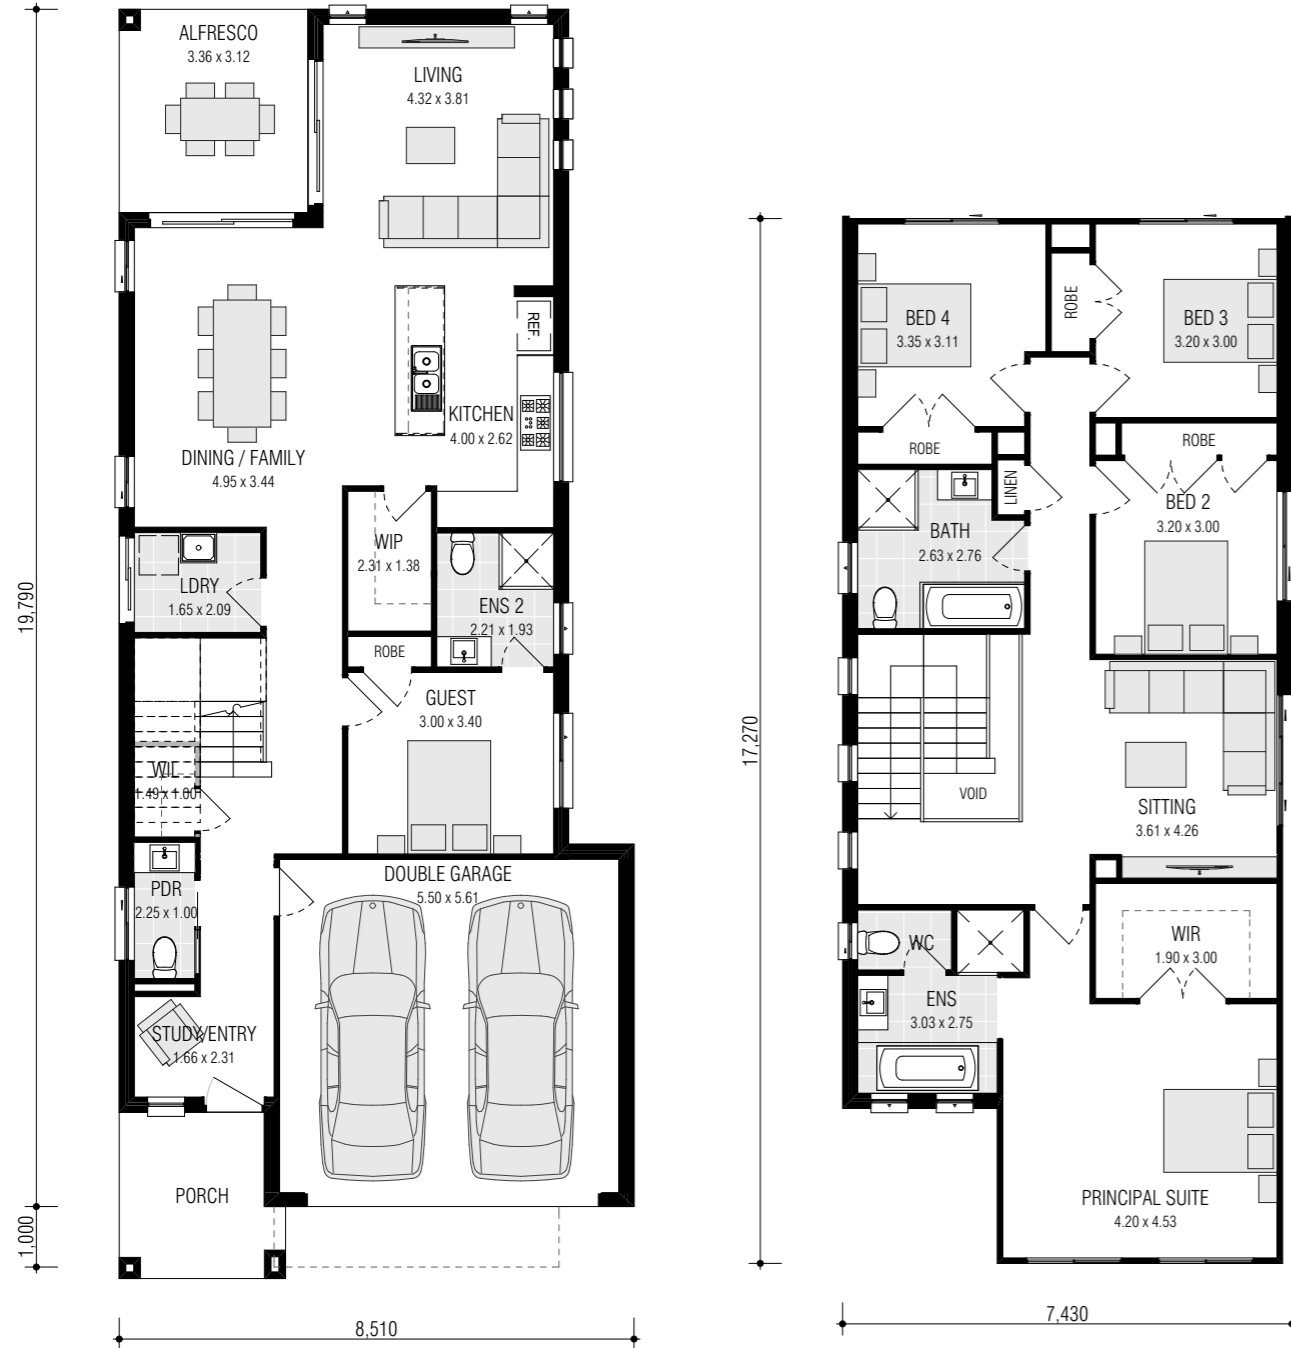 ALFRESCO
3.36 x 3.12
LIVING
4.32 x 3.81
REF.
KITCHEN
4.00 x 2.62
DINING / FAMILY
4.95 x 3.44
WIP
2.31 x 1.38
LDRY
1.65 x 2.09
ENS 2
2.21 x 1.93
ROBE
GUEST
3.00 x 3.40
WIL
1.49 x 1.00
PDR
2.25 x 1.00
DOUBLE GARAGE
5.50 x 5.61
STUDY/ENTRY
1.66 x 2.31
PORCH
19,790
1,000
8,510
BED 4
3.35 x 3.11
ROBE
BED 3
3.20 x 3.00
ROBE
ROBE
LINEN
BED 2
3.20 x 3.00
BATH
2.63 x 2.76
VOID
SITTING
3.61 x 4.26
WC
WIR
1.90 x 3.00
ENS
3.03 x 2.75
PRINCIPAL SUITE
4.20 x 4.53
17,270
7,430